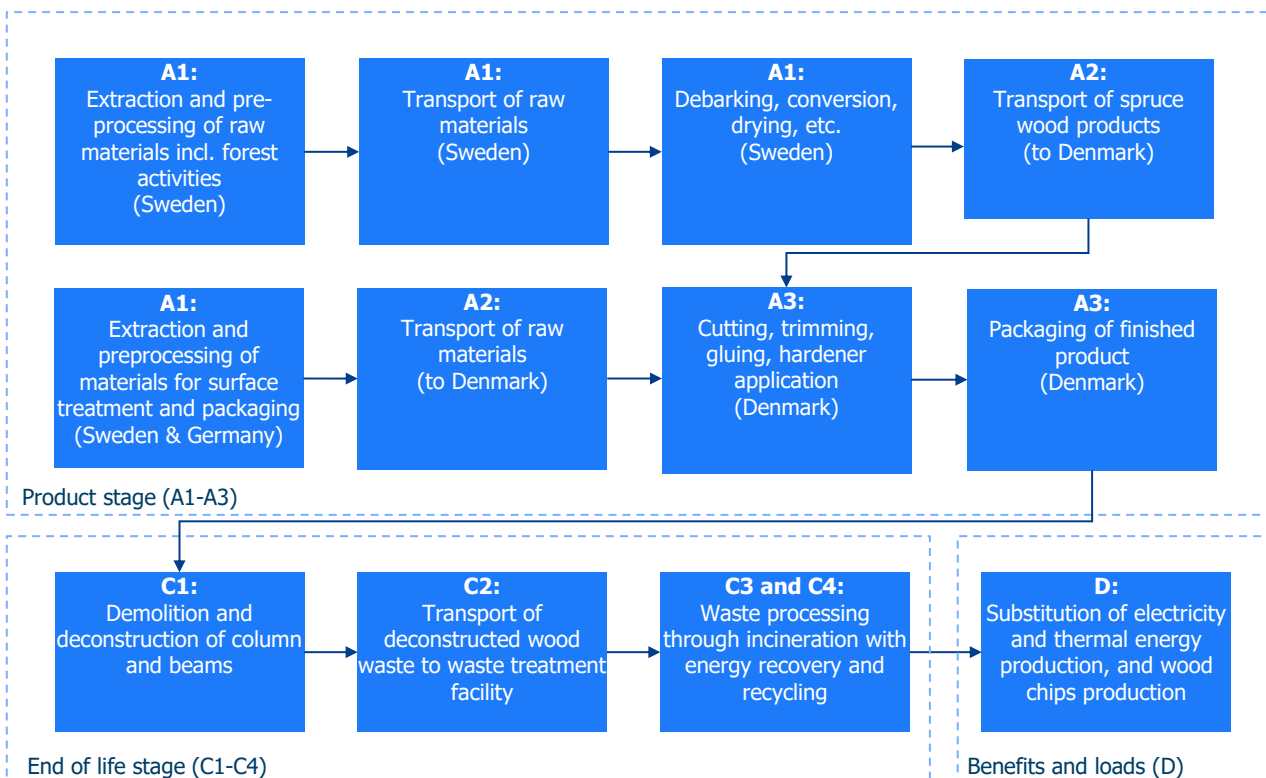 A1:
Extraction and pre-
processing of raw
materials incl. forest
activities
(Sweden)
A1:
Transport of raw
materials
(Sweden)
A1:
Debarking, conversion,
drying, etc.
(Sweden)
A2:
Transport of spruce
wood products
(to Denmark)
A1:
Extraction and
preprocessing of
materials for surface
treatment and packaging
(Sweden & Germany)
A2:
Transport of raw
materials
(to Denmark)
A3:
Cutting, trimming,
gluing, hardener
application
(Denmark)
A3:
Packaging of finished
product
(Denmark)
Product stage (A1-A3)
C1:
Demolition and
deconstruction of column
and beams
C2:
Transport of
deconstructed wood
waste to waste treatment
facility
C3 and C4:
Waste processing
through incineration with
energy recovery and
recycling
D:
Substitution of electricity
and thermal energy
production, and wood
chips production
End of life stage (C1-C4)
Benefits and loads (D)